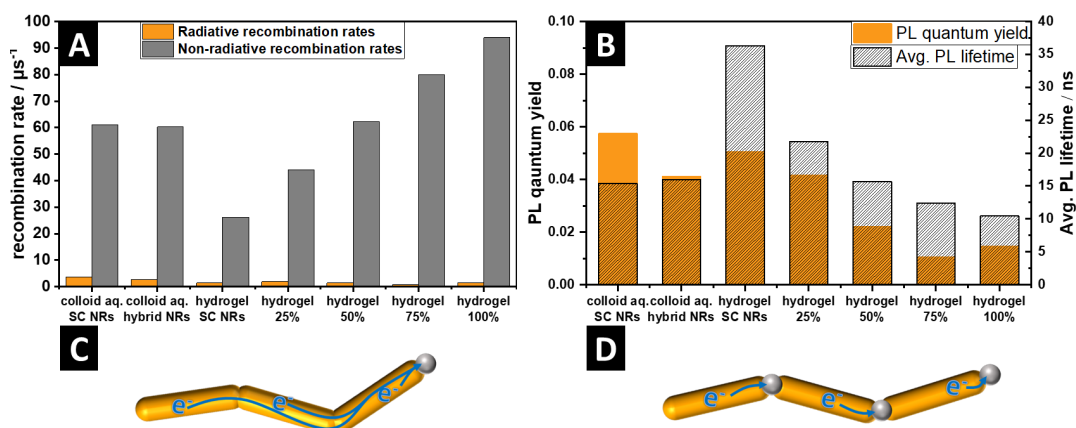 A
Radiative recombination rates
Non-radiative recombination rates
recombination rate / µs⁻¹
100
90
80
70
60
50
40
30
20
10
0
colloid aq. colloid aq. hydrogel hydrogel hydrogel hydrogel hydrogel
SC NRs hybrid NRs SC NRs 25% 50% 75% 100%
B
PL quantum yield
Avg. PL lifetime
PL qauntum yield
0.10
0.08
0.06
0.04
0.02
0.00
40
35
30
25
20
15
10
5
0
Avg. PL lifetime / ns
colloid aq. colloid aq. hydrogel hydrogel hydrogel hydrogel hydrogel
SC NRs hybrid NRs SC NRs 25% 50% 75% 100%
C
e⁻
e⁻
e⁻
D
e⁻
e⁻
e⁻